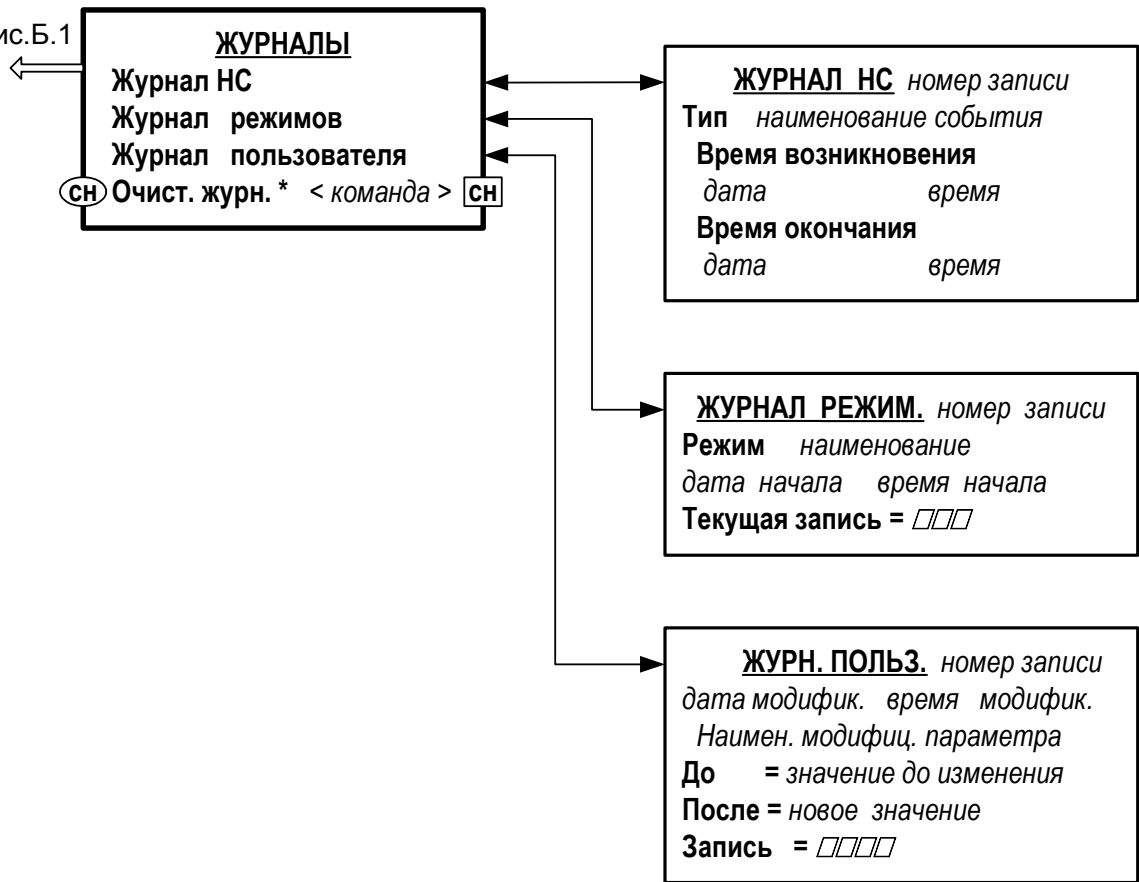 ис.Б.1
ЖУРНАЛЫ
Журнал НС
Журнал режимов
Журнал пользователя
СН Очист. журн. * < команда > СН
ЖУРНАЛ НС номер записи
Тип наименование события
Время возникновения
дата время
Время окончания
дата время
ЖУРНАЛ РЕЖИМ. номер записи
Режим наименование
дата начала время начала
Текущая запись =
ЖУРН. ПОЛЬЗ. номер записи
дата модифик. время модифик.
Наимен. модифиц. параметра
До = значение до изменения
После = новое значение
Запись =